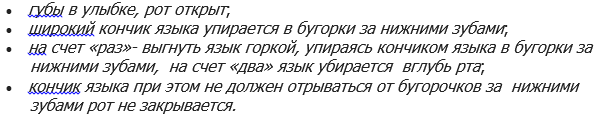 • губы в улыбке, рот открыт;
• широкий кончик языка упирается в бугорки за нижними зубами;
• на счет «раз»- выгнуть язык горкой, упираясь кончиком языка в бугорки за
нижними зубами, на счет «два» язык убирается вглубь рта;
• кончик языка при этом не должен отрываться от бугорочков за нижними
зубами рот не закрывается.